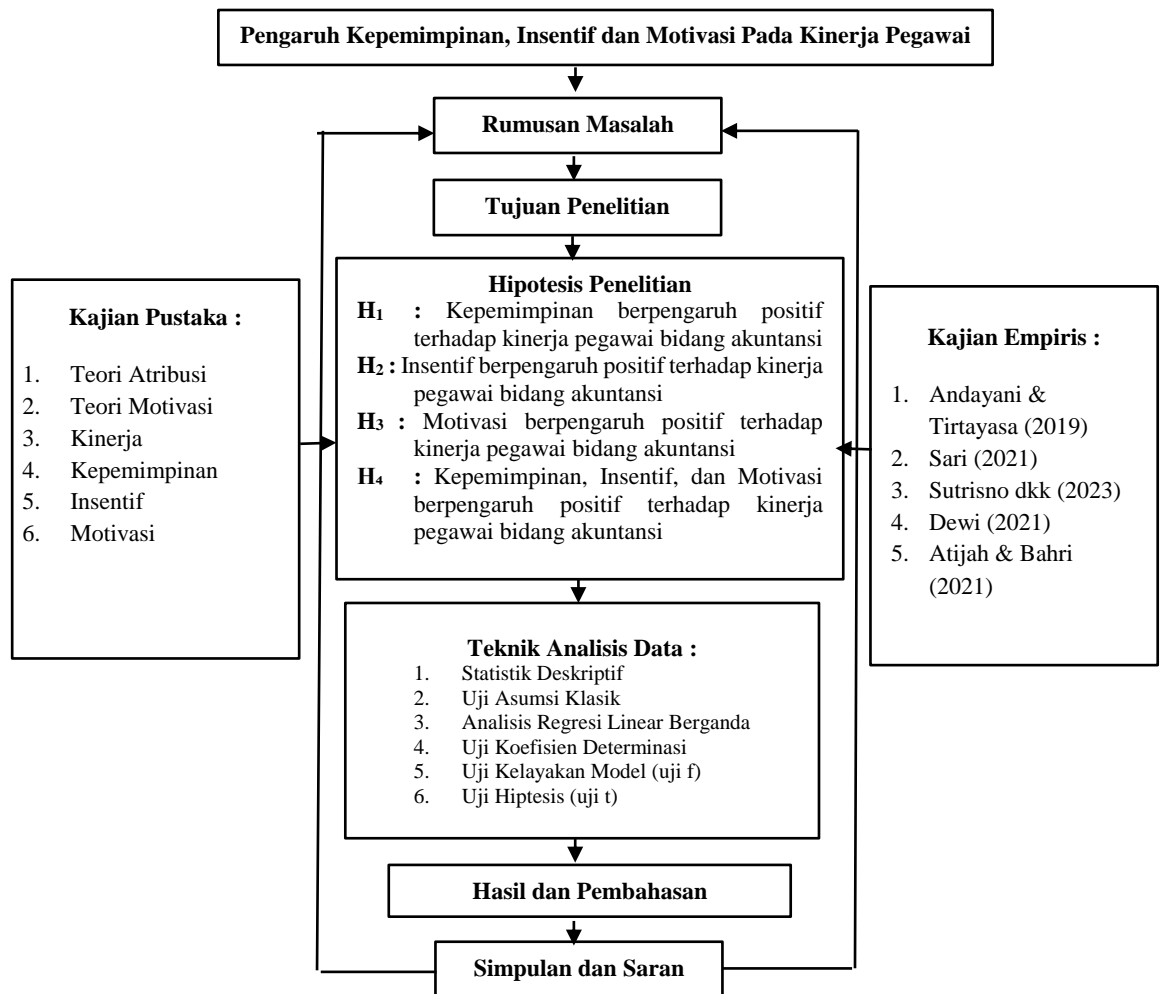 Pengaruh Kepemimpinan, Insentif dan Motivasi Pada Kinerja Pegawai
Rumusan Masalah
Tujuan Penelitian
Kajian Pustaka :
1. Teori Atribusi
2. Teori Motivasi
3. Kinerja
4. Kepemimpinan
5. Insentif
6. Motivasi
Hipotesis Penelitian
H₁ : Kepemimpinan berpengaruh positif
terhadap kinerja pegawai bidang akuntansi
H₂ : Insentif berpengaruh positif terhadap kinerja
pegawai bidang akuntansi
H₃ : Motivasi berpengaruh positif terhadap
kinerja pegawai bidang akuntansi
H₄ : Kepemimpinan, Insentif, dan Motivasi
berpengaruh positif terhadap kinerja
pegawai bidang akuntansi
Kajian Empiris :
1. Andayani &
Tirtayasa (2019)
2. Sari (2021)
3. Sutrisno dkk (2023)
4. Dewi (2021)
5. Atijah & Bahri
(2021)
Teknik Analisis Data :
1. Statistik Deskriptif
2. Uji Asumsi Klasik
3. Analisis Regresi Linear Berganda
4. Uji Koefisien Determinasi
5. Uji Kelayakan Model (uji f)
6. Uji Hiptesis (uji t)
Hasil dan Pembahasan
Simpulan dan Saran